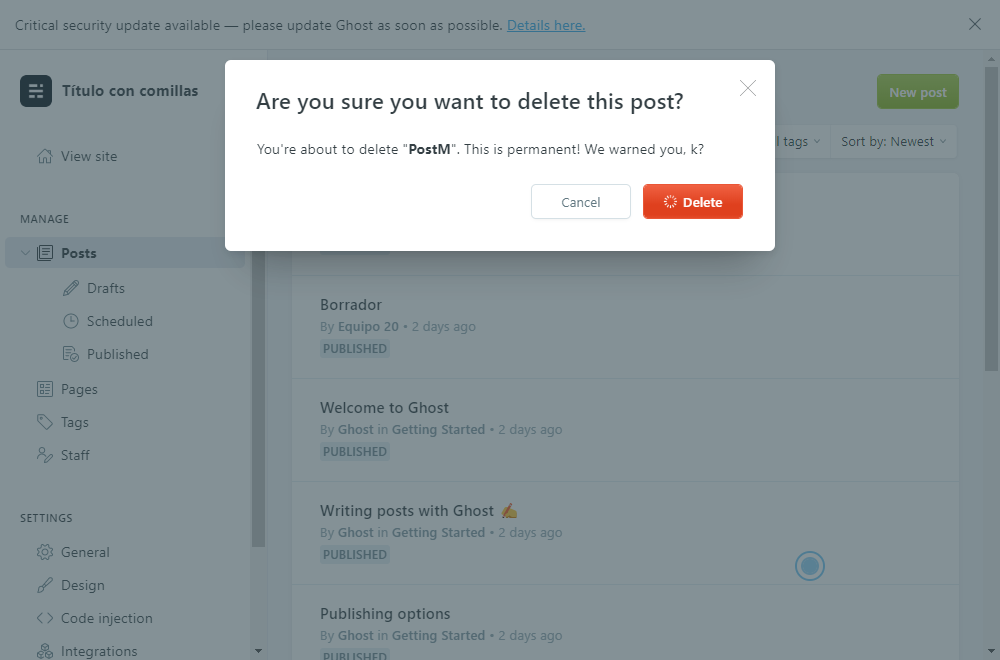 Critical security update available — please update Ghost as soon as possible. Details here.
Título con comillas
New post
View site
l tags
Sort by: Newest
MANAGE
Posts
Drafts
Scheduled
Published
Pages
Tags
Staff
SETTINGS
General
Design
Code injection
Integrations
Are you sure you want to delete this post?
You're about to delete "PostM". This is permanent! We warned you, k?
Cancel
Delete
Borrador
By Equipo 20 • 2 days ago
PUBLISHED
Welcome to Ghost
By Ghost in Getting Started • 2 days ago
PUBLISHED
Writing posts with Ghost ✍️
By Ghost in Getting Started • 2 days ago
PUBLISHED
Publishing options
By Ghost in Getting Started • 2 days ago
PUBLISHED